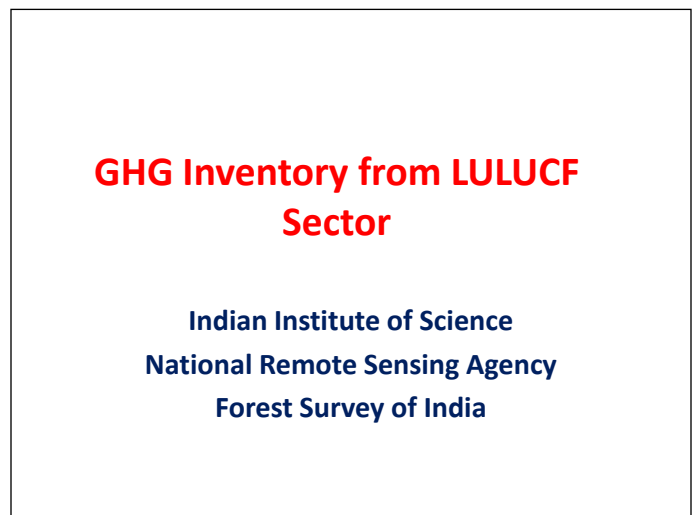 GHG Inventory from LULUCF
Sector
Indian Institute of Science
National Remote Sensing Agency
Forest Survey of India